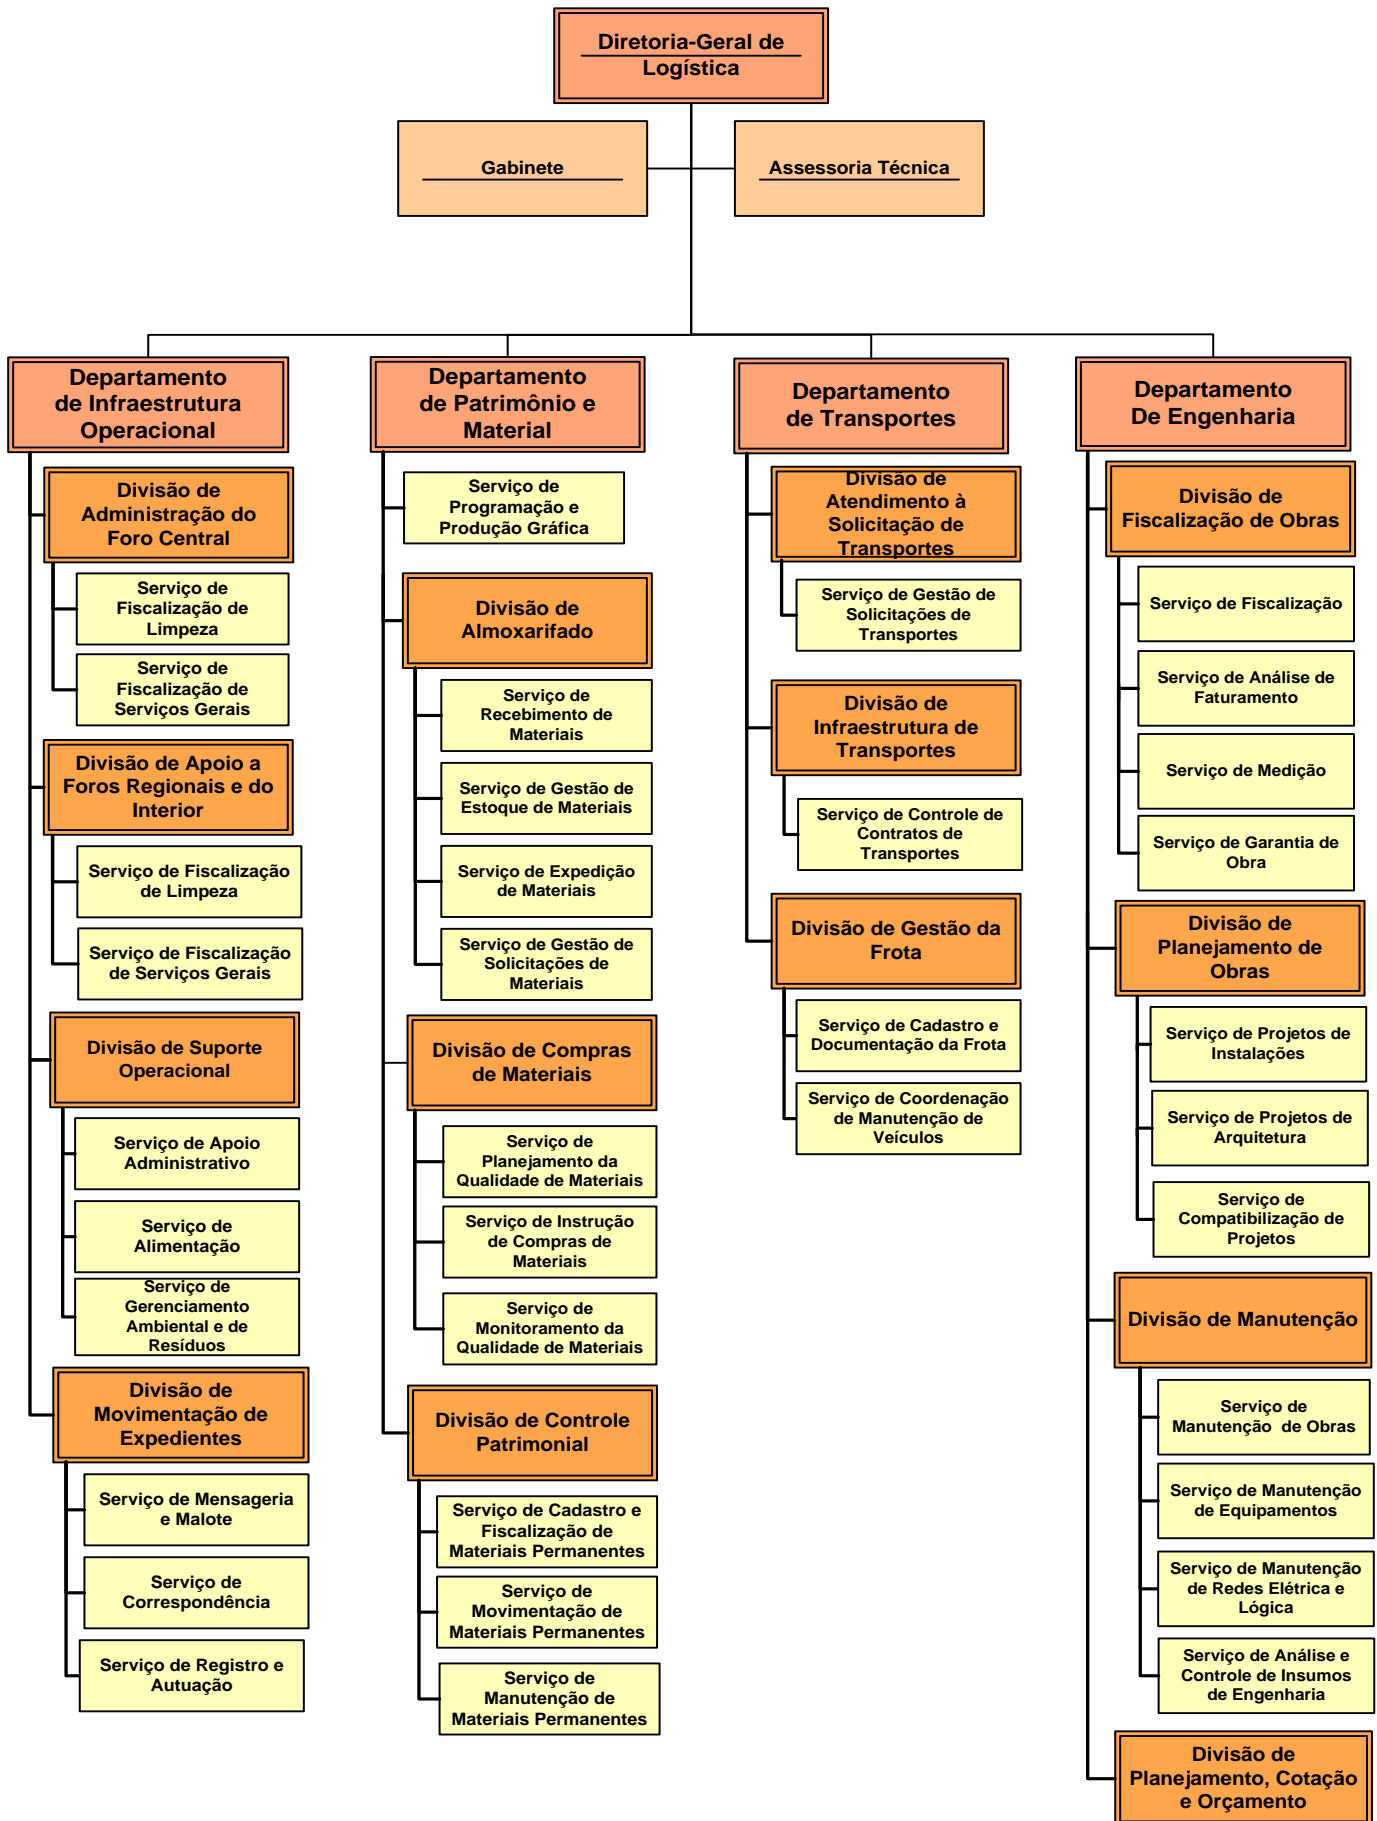 Diretoria-Geral de
Logística
Gabinete
Assessoria Técnica
Departamento
de Infraestrutura
Operacional
Divisão de
Administração do
Foro Central
Serviço de
Fiscalização de
Limpeza
Serviço de
Fiscalização de
Serviços Gerais
Divisão de Apoio a
Foros Regionais e do
Interior
Serviço de Fiscalização
de Limpeza
Serviço de Fiscalização
de Serviços Gerais
Divisão de Suporte
Operacional
Serviço de Apoio
Administrativo
Serviço de
Alimentação
Serviço de
Gerenciamento
Ambiental e de
Resíduos
Divisão de
Movimentação de
Expedientes
Serviço de Mensageria
e Malote
Serviço de
Correspondência
Serviço de Registro e
Autuação
Departamento
de Patrimônio e
Material
Serviço de
Programação e
Produção Gráfica
Divisão de
Almoxarifado
Serviço de
Recebimento de
Materiais
Serviço de Gestão de
Estoque de Materiais
Serviço de Expedição
de Materiais
Serviço de Gestão de
Solicitações de
Materiais
Divisão de Compras
de Materiais
Serviço de
Planejamento da
Qualidade de Materiais
Serviço de Instrução
de Compras de
Materiais
Serviço de
Monitoramento da
Qualidade de Materiais
Divisão de Controle
Patrimonial
Serviço de Cadastro e
Fiscalização de
Materiais Permanentes
Serviço de
Movimentação de
Materiais Permanentes
Serviço de
Manutenção de
Materiais Permanentes
Departamento
de Transportes
Divisão de
Atendimento à
Solicitação de
Transportes
Serviço de Gestão de
Solicitações de
Transportes
Divisão de
Infraestrutura de
Transportes
Serviço de Controle de
Contratos de
Transportes
Divisão de Gestão da
Frota
Serviço de Cadastro e
Documentação da Frota
Serviço de Coordenação
de Manutenção de
Veículos
Departamento
De Engenharia
Divisão de
Fiscalização de Obras
Serviço de Fiscalização
Serviço de Análise de
Faturamento
Serviço de Medição
Serviço de Garantia de
Obra
Divisão de
Planejamento de
Obras
Serviço de Projetos de
Instalações
Serviço de Projetos de
Arquitetura
Serviço de
Compatibilização de
Projetos
Divisão de Manutenção
Serviço de
Manutenção  de Obras
Serviço de Manutenção
de Equipamentos
Serviço de Manutenção
de Redes Elétrica e
Lógica
Serviço de Análise e
Controle de Insumos
de Engenharia
Divisão de
Planejamento, Cotação
e Orçamento